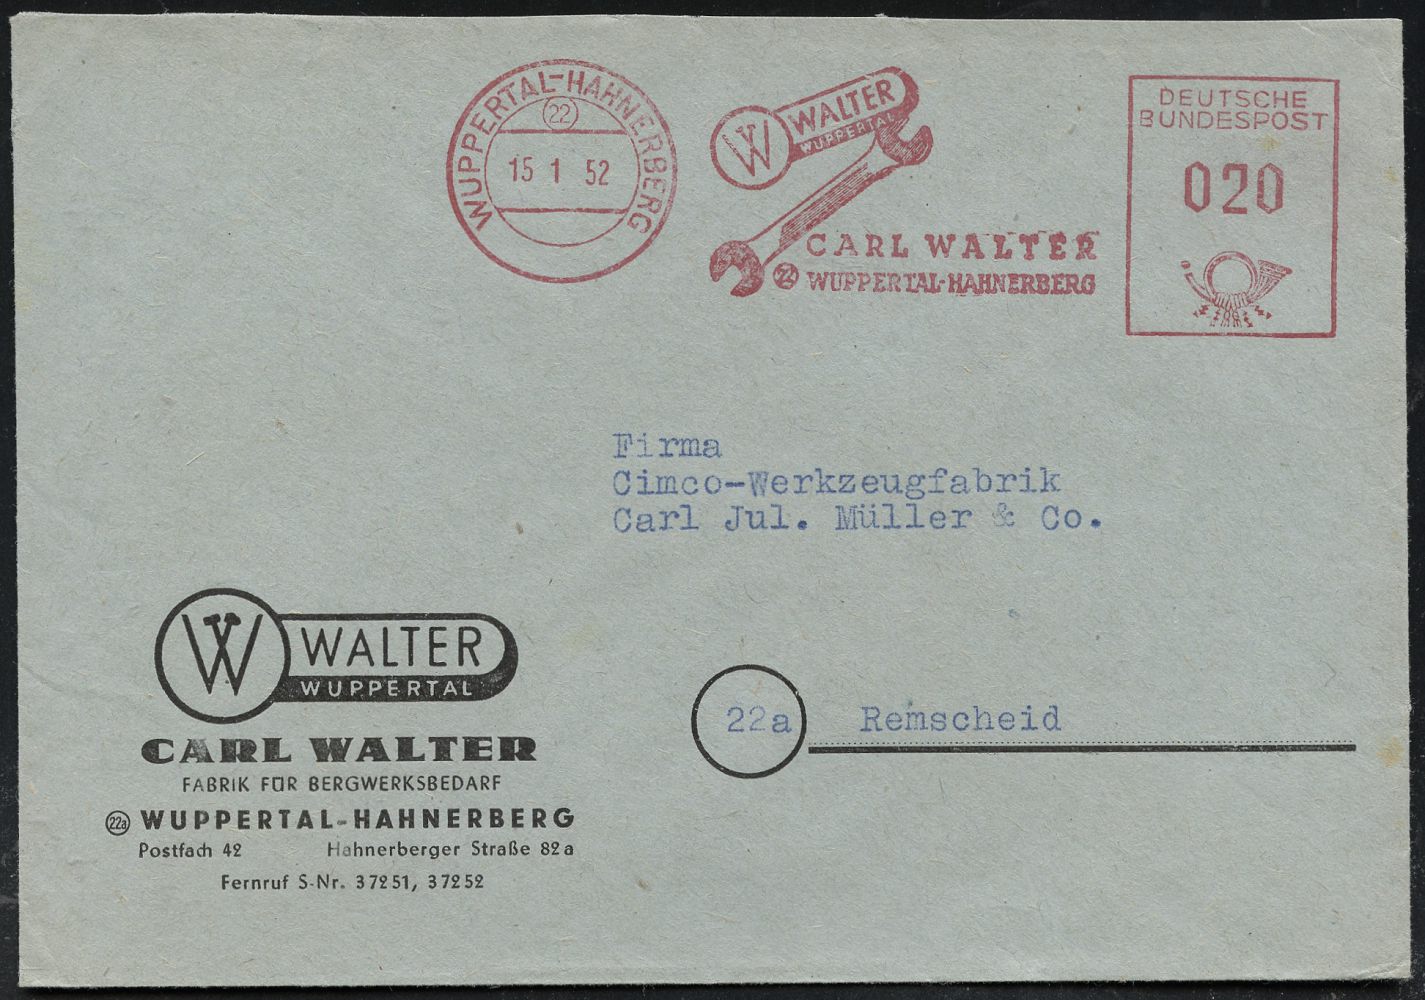 WUPPERTAL-HAHNERBERG
22
15 1 52
W WALTER
WUPPERTAL
CARL WALTER
22 WUPPERTAL-HAHNERBERG
DEUTSCHE
BUNDESPOST
020
Firma
Cimco-Werkzeugfabrik
Carl Jul. Müller & Co.
22a Remscheid
W WALTER
WUPPERTAL
CARL WALTER
FABRIK FÜR BERGWERKSBEDARF
22a WUPPERTAL-HAHNERBERG
Postfach 42 Hahnerberger Straße 82a
Fernruf S-Nr. 37251, 37252